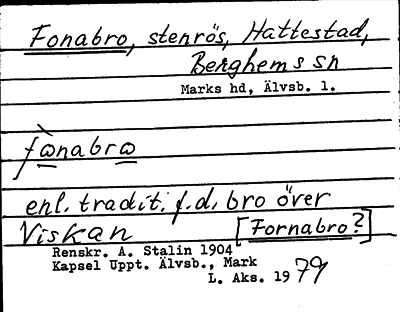 Fonabro, stenrös, Hattestad,
Berghems sn
Marks hd, Älvsb. l.
fὼnabrω
enl. tradit. f.d. bro över
Viskan [Fornabro?]
Renskr. A. Stalin 1904
Kapsel Uppt. Älvsb., Mark
L. Aks. 1979